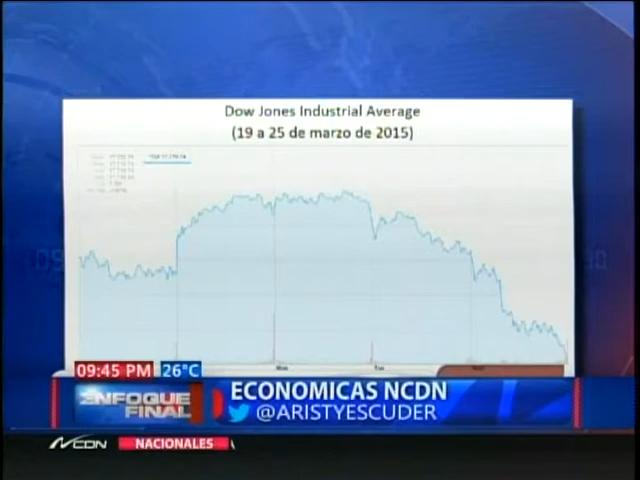 Dow Jones Industrial Average
(19 a 25 de marzo de 2015)
09:45 PM 26°C
ENFOQUE
FINAL
ECONOMICAS NCDN
@ARISTYESCUDER
NCDN NACIONALES